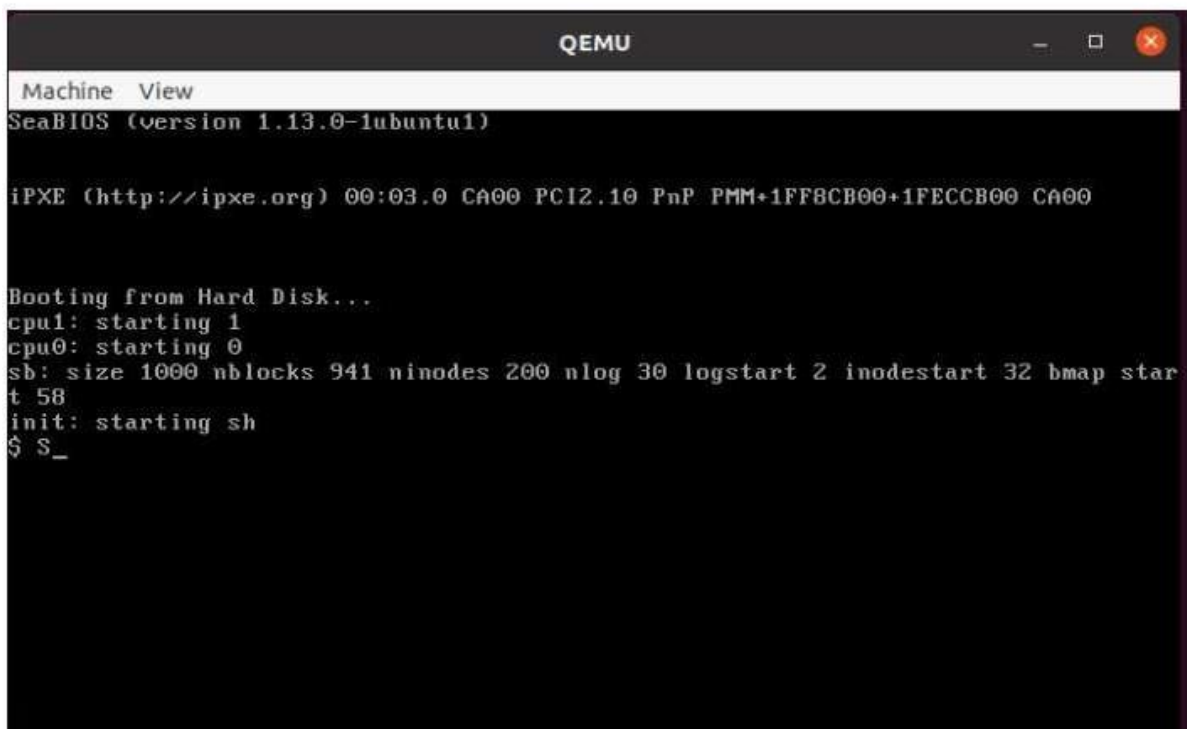 QEMU
Machine View
SeaBIOS (version 1.13.0-1ubuntu1)
iPXE (http://ipxe.org) 00:03.0 CA00 PCI2.10 PnP PMM+1FF8CB00+1FECCB00 CA00
Booting from Hard Disk...
cpu1: starting 1
cpu0: starting 0
sb: size 1000 nblocks 941 ninodes 200 nlog 30 logstart 2 inodestart 32 bmap star
t 58
init: starting sh
$ S_